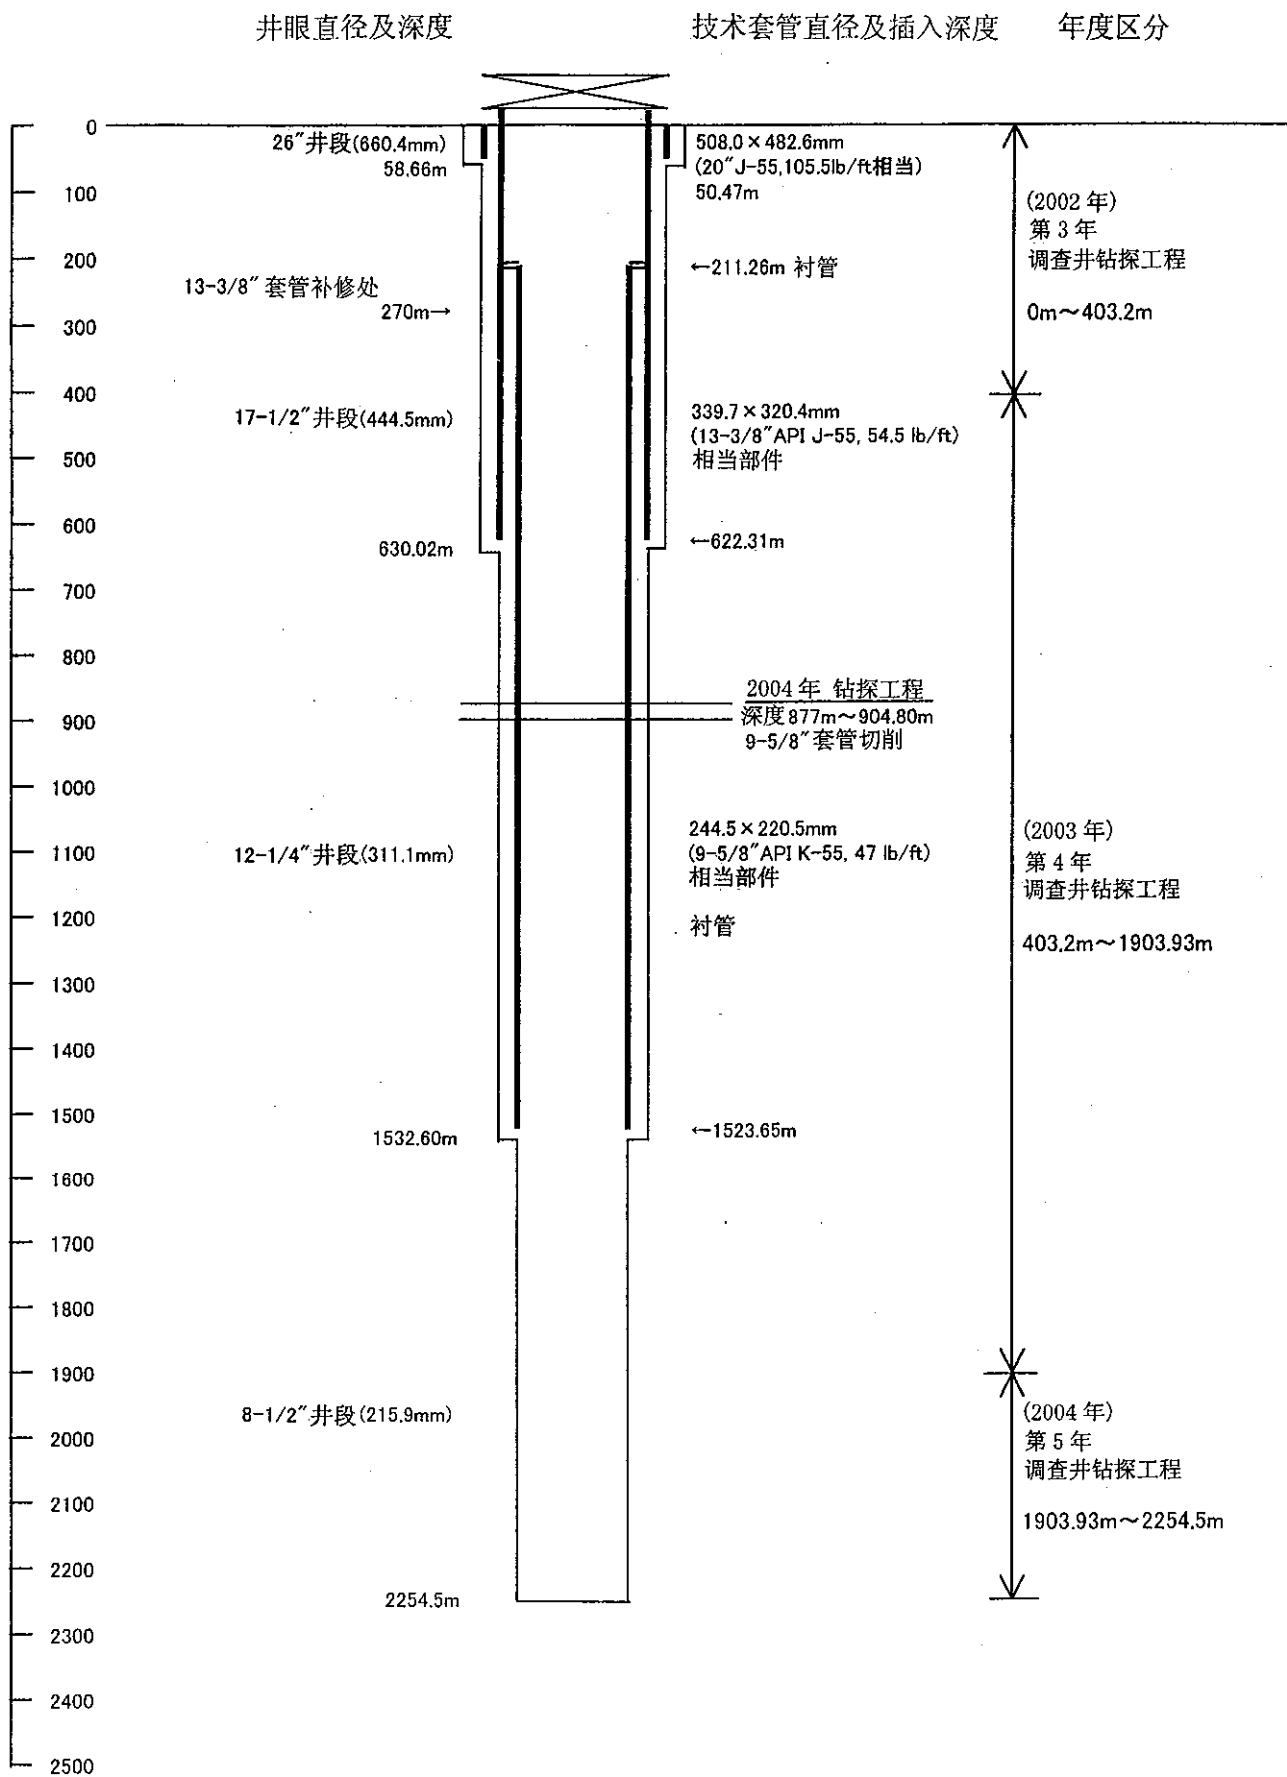 井眼直径及深度
技术套管直径及插入深度
年度区分
0
100
200
300
400
500
600
700
800
900
1000
1100
1200
1300
1400
1500
1600
1700
1800
1900
2000
2100
2200
2300
2400
2500
26"井段(660.4mm)
58.66m
13-3/8"套管补修处
270m→
17-1/2"井段(444.5mm)
630.02m
12-1/4"井段(311.1mm)
1532.60m
8-1/2"井段(215.9mm)
2254.5m
508.0×482.6mm
(20"J-55,105.5lb/ft相当)
50.47m
←211.26m 衬管
339.7×320.4mm
(13-3/8"API J-55, 54.5 lb/ft)
相当部件
←622.31m
2004年 钻探工程
深度877m～904.80m
9-5/8"套管切削
244.5×220.5mm
(9-5/8"API K-55, 47 lb/ft)
相当部件
衬管
←1523.65m
(2002年)
第3年
调查井钻探工程
0m～403.2m
(2003年)
第4年
调查井钻探工程
403.2m～1903.93m
(2004年)
第5年
调查井钻探工程
1903.93m～2254.5m